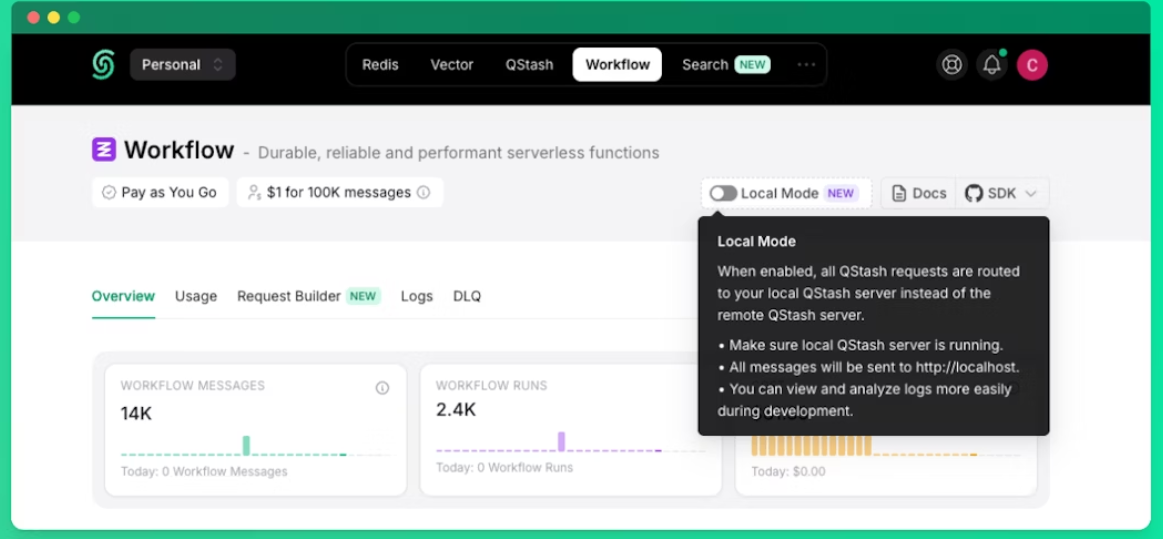 Personal
Redis Vector QStash Workflow Search NEW ...
C
Workflow - Durable, reliable and performant serverless functions
Pay as You Go $1 for 100K messages
Local Mode NEW Docs SDK
Local Mode
When enabled, all QStash requests are routed
to your local QStash server instead of the
remote QStash server.
• Make sure local QStash server is running.
• All messages will be sent to http://localhost.
• You can view and analyze logs more easily
during development.
Overview Usage Request Builder NEW Logs DLQ
WORKFLOW MESSAGES
14K
Today: 0 Workflow Messages
WORKFLOW RUNS
2.4K
Today: 0 Workflow Runs
Today: $0.00